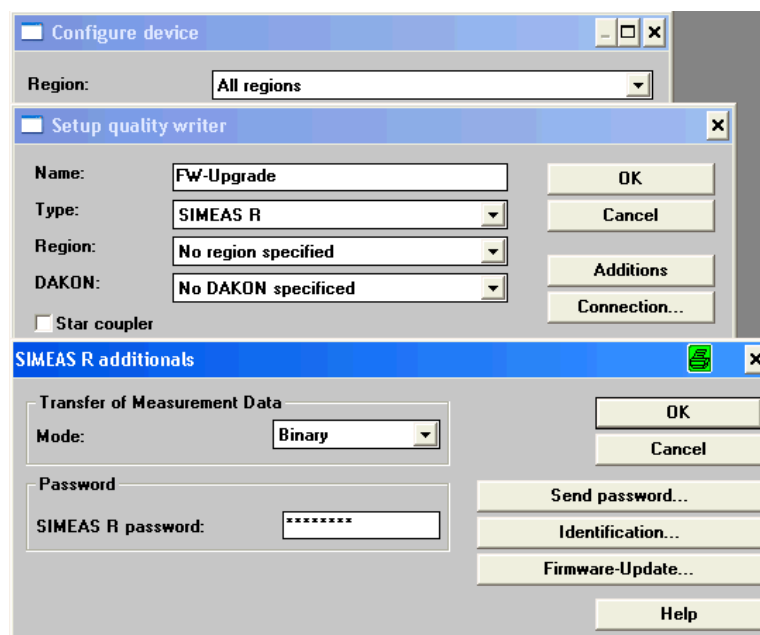 Configure device
Region: All regions
Setup quality writer
Name: FW-Upgrade OK
Type: SIMEAS R Cancel
Region: No region specified
DAKON: No DAKON specificed
Additions
Connection...
Star coupler
SIMEAS R additionals
Transfer of Measurement Data OK
Mode: Binary
Cancel
Password
Send password...
SIMEAS R password: ********
Identification...
Firmware-Update...
Help